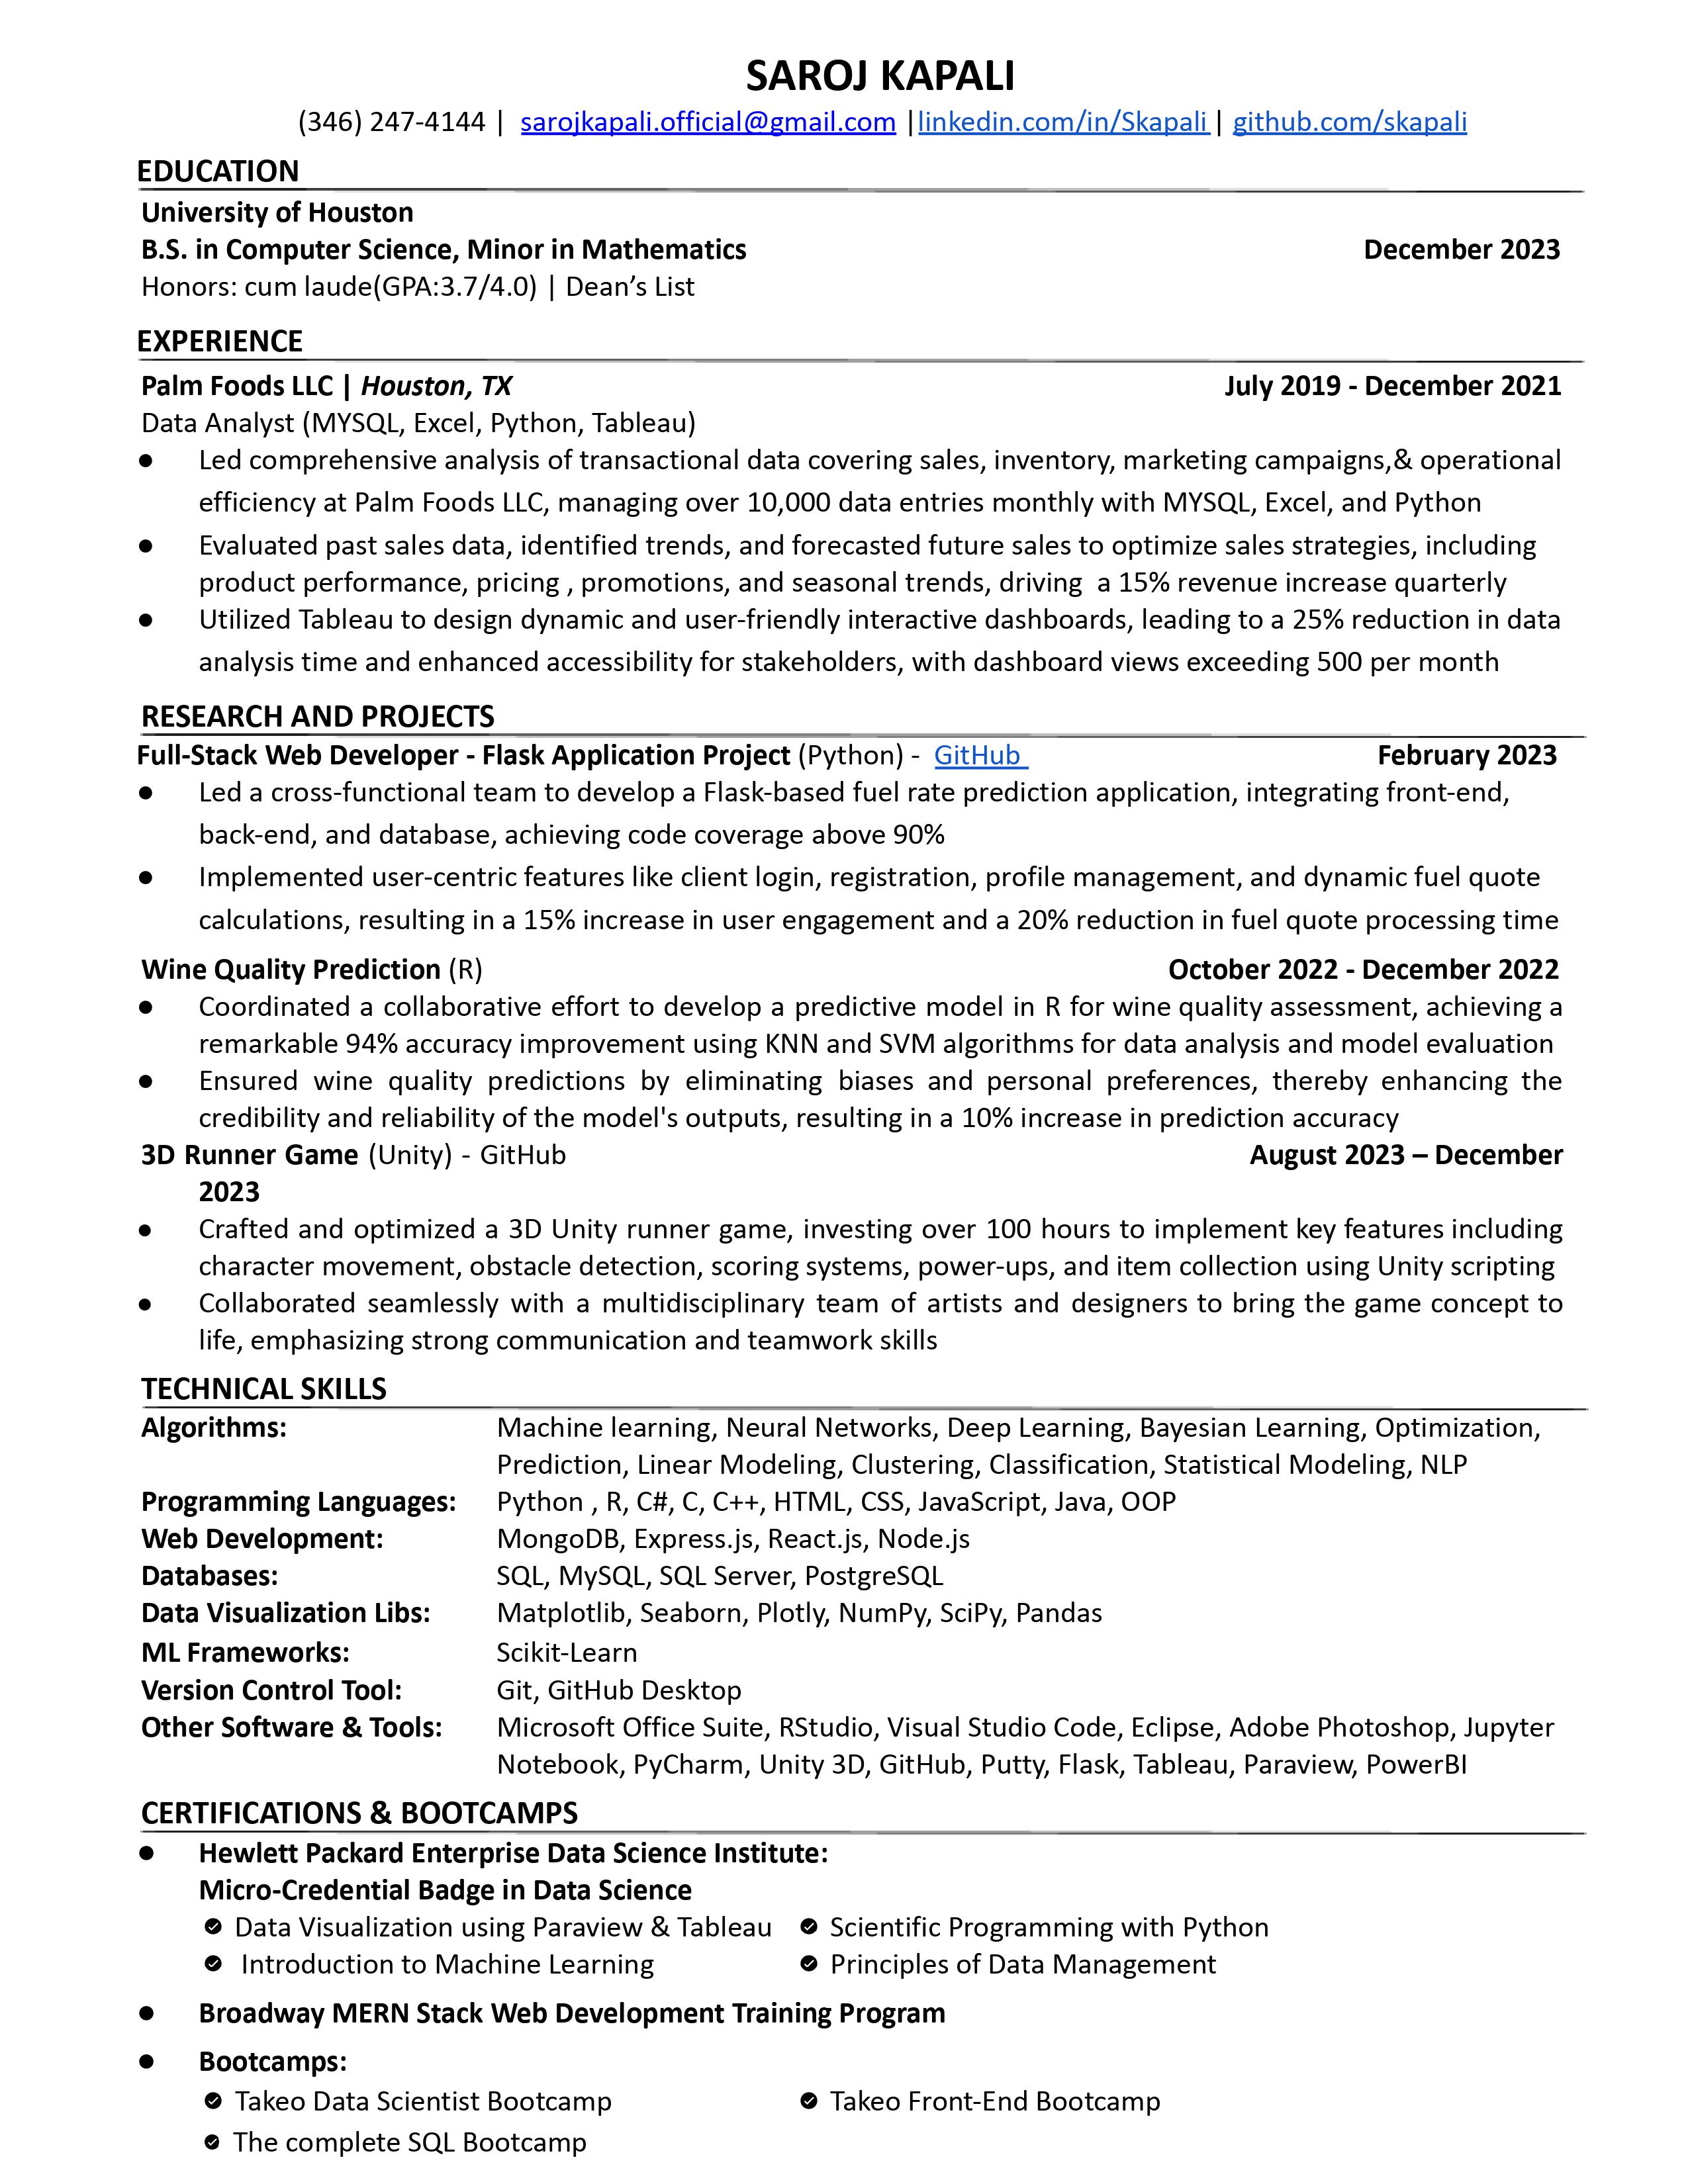 SAROJ KAPALI
(346) 247-4144 | sarojkapali.official@gmail.com |linkedin.com/in/Skapali | github.com/skapali
EDUCATION
University of Houston
B.S. in Computer Science, Minor in Mathematics December 2023
Honors: cum laude(GPA:3.7/4.0) | Dean’s List
EXPERIENCE
Palm Foods LLC | Houston, TX July 2019 - December 2021
Data Analyst (MYSQL, Excel, Python, Tableau)
● Led comprehensive analysis of transactional data covering sales, inventory, marketing campaigns,& operational
efficiency at Palm Foods LLC, managing over 10,000 data entries monthly with MYSQL, Excel, and Python
● Evaluated past sales data, identified trends, and forecasted future sales to optimize sales strategies, including
product performance, pricing , promotions, and seasonal trends, driving  a 15% revenue increase quarterly
● Utilized Tableau to design dynamic and user-friendly interactive dashboards, leading to a 25% reduction in data
analysis time and enhanced accessibility for stakeholders, with dashboard views exceeding 500 per month
RESEARCH AND PROJECTS
Full-Stack Web Developer - Flask Application Project (Python) - GitHub February 2023
● Led a cross-functional team to develop a Flask-based fuel rate prediction application, integrating front-end,
back-end, and database, achieving code coverage above 90%
● Implemented user-centric features like client login, registration, profile management, and dynamic fuel quote
calculations, resulting in a 15% increase in user engagement and a 20% reduction in fuel quote processing time
Wine Quality Prediction (R) October 2022 - December 2022
● Coordinated a collaborative effort to develop a predictive model in R for wine quality assessment, achieving a
remarkable 94% accuracy improvement using KNN and SVM algorithms for data analysis and model evaluation
● Ensured wine quality predictions by eliminating biases and personal preferences, thereby enhancing the
credibility and reliability of the model's outputs, resulting in a 10% increase in prediction accuracy
3D Runner Game (Unity) - GitHub August 2023 – December
2023
● Crafted and optimized a 3D Unity runner game, investing over 100 hours to implement key features including
character movement, obstacle detection, scoring systems, power-ups, and item collection using Unity scripting
● Collaborated seamlessly with a multidisciplinary team of artists and designers to bring the game concept to
life, emphasizing strong communication and teamwork skills
TECHNICAL SKILLS
Algorithms: Machine learning, Neural Networks, Deep Learning, Bayesian Learning, Optimization,
Prediction, Linear Modeling, Clustering, Classification, Statistical Modeling, NLP
Programming Languages: Python , R, C#, C, C++, HTML, CSS, JavaScript, Java, OOP
Web Development: MongoDB, Express.js, React.js, Node.js
Databases: SQL, MySQL, SQL Server, PostgreSQL
Data Visualization Libs: Matplotlib, Seaborn, Plotly, NumPy, SciPy, Pandas
ML Frameworks: Scikit-Learn
Version Control Tool: Git, GitHub Desktop
Other Software & Tools: Microsoft Office Suite, RStudio, Visual Studio Code, Eclipse, Adobe Photoshop, Jupyter
Notebook, PyCharm, Unity 3D, GitHub, Putty, Flask, Tableau, Paraview, PowerBI
CERTIFICATIONS & BOOTCAMPS
● Hewlett Packard Enterprise Data Science Institute:
Micro-Credential Badge in Data Science
Data Visualization using Paraview & Tableau Scientific Programming with Python
Introduction to Machine Learning Principles of Data Management
● Broadway MERN Stack Web Development Training Program
● Bootcamps:
Takeo Data Scientist Bootcamp Takeo Front-End Bootcamp
The complete SQL Bootcamp